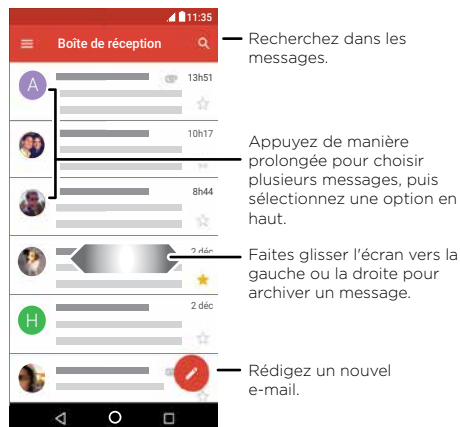 11:35
Boîte de réception
Recherchez dans les
messages.
A
13h51
10h17
Appuyez de manière
prolongée pour choisir
plusieurs messages, puis
sélectionnez une option en
haut.
8h44
2 déc
Faites glisser l'écran vers la
gauche ou la droite pour
archiver un message.
H
2 déc
Rédigez un nouvel
e-mail.